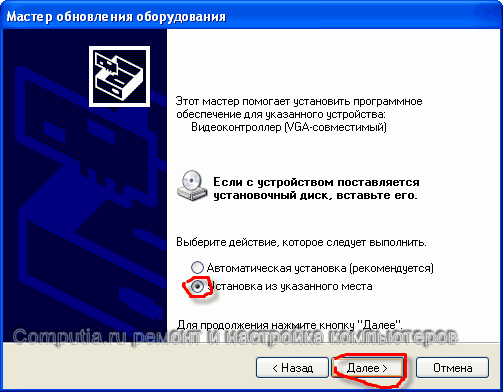 Мастер обновления оборудования
Этот мастер помогает установить программное
обеспечение для указанного устройства:
Видеоконтроллер (VGA-совместимый)
Если с устройством поставляется
установочный диск, вставьте его.
Выберите действие, которое следует выполнить.
Автоматическая установка (рекомендуется)
Установка из указанного места
Для продолжения нажмите кнопку "Далее".
Computia.ru ремонт и настройка компьютеров
< Назад
Далее >
Отмена